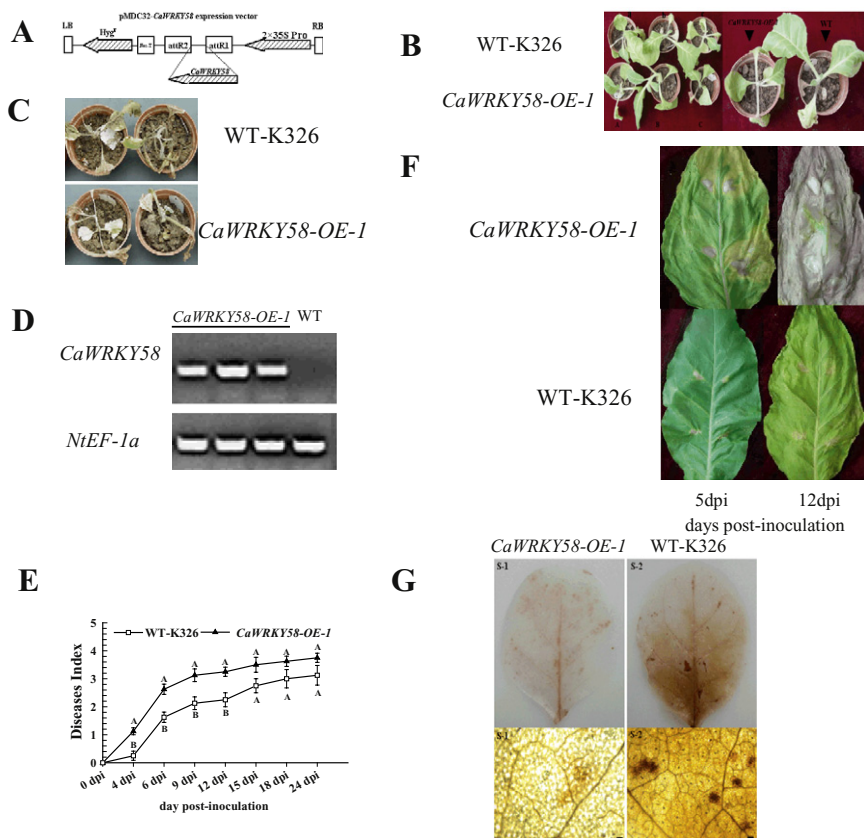 A
pMDC32-CaWRKY58 expression vector
LB
Hygr
attR2
attR1
2×35S Pro
RB
CaWRKY58
B
WT-K326
CaWRKY58-OE-1
CaWRKY58-OE-1
WT
C
WT-K326
CaWRKY58-OE-1
D
CaWRKY58-OE-1 WT
CaWRKY58
NtEF-1a
E
WT-K326 CaWRKY58-OE-1
Diseases Index
5
4
3
2
1
0
A A A A A A A
B B B B A A A
0 dpi 4 dpi 6 dpi 9 dpi 12 dpi 15 dpi 18 dpi 24 dpi
day post-inoculation
F
CaWRKY58-OE-1
WT-K326
5dpi 12dpi
days post-inoculation
G
CaWRKY58-OE-1 WT-K326
S-1 S-2
S-1 S-2